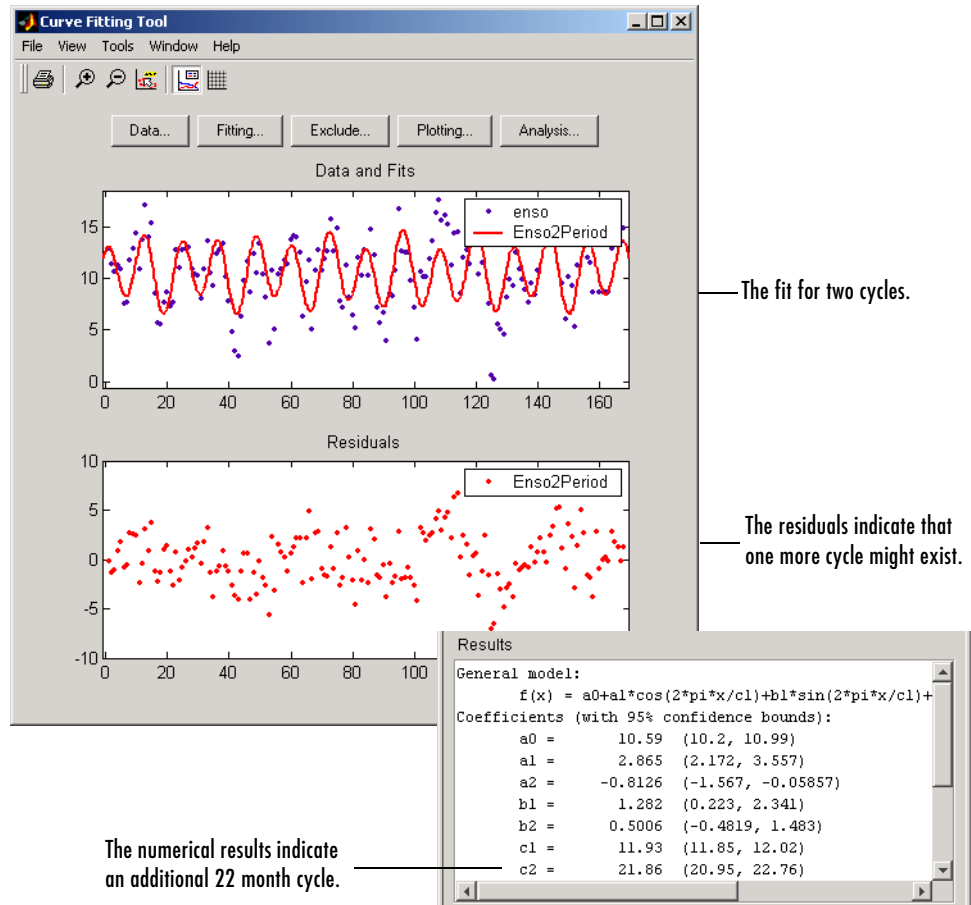 Curve Fitting Tool
File View Tools Window Help
Data... Fitting... Exclude... Plotting... Analysis...
Data and Fits
enso
Enso2Period
15
10
5
0
0 20 40 60 80 100 120 140 160
The fit for two cycles.
Residuals
Enso2Period
10
5
0
-5
-10
0 20 40 60 80 100
The residuals indicate that
one more cycle might exist.
Results
General model:
f(x) = a0+a1*cos(2*pi*x/c1)+b1*sin(2*pi*x/c1)+
Coefficients (with 95% confidence bounds):
a0 = 10.59 (10.2, 10.99)
a1 = 2.865 (2.172, 3.557)
a2 = -0.8126 (-1.567, -0.05857)
b1 = 1.282 (0.223, 2.341)
b2 = 0.5006 (-0.4819, 1.483)
c1 = 11.93 (11.85, 12.02)
c2 = 21.86 (20.95, 22.76)
The numerical results indicate
an additional 22 month cycle.